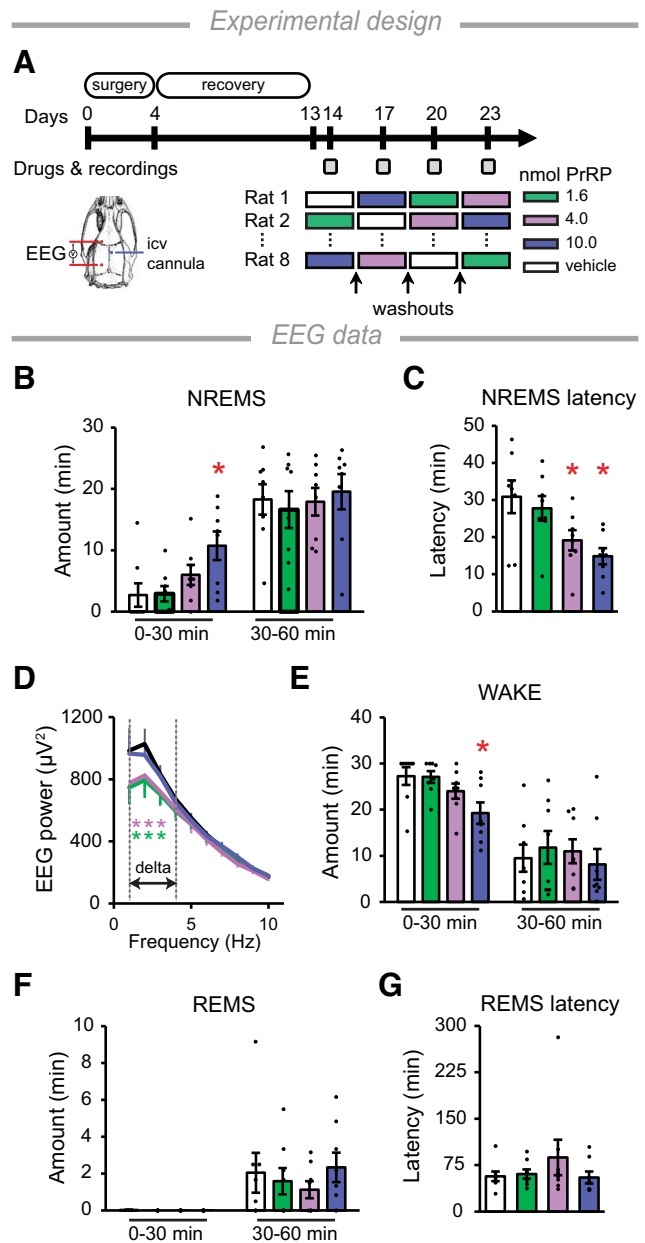 Experimental design
A
surgery recovery
Days 0 4 13 14 17 20 23
Drugs & recordings
nmol PrRP
Rat 1
Rat 2
Rat 8
1.6
4.0
10.0
vehicle
EEG
icv
cannula
washouts
EEG data
B
NREMS
Amount (min)
30
20
10
0
*
0-30 min 30-60 min
C
NREMS latency
Latency (min)
50
40
30
20
10
0
* *
D
EEG power (µV²)
1200
800
400
0
***
***
delta
0 5 10
Frequency (Hz)
E
WAKE
Amount (min)
40
30
20
10
0
*
0-30 min 30-60 min
F
REMS
Amount (min)
10
8
6
4
2
0
0-30 min 30-60 min
G
REMS latency
Latency (min)
300
225
150
75
0